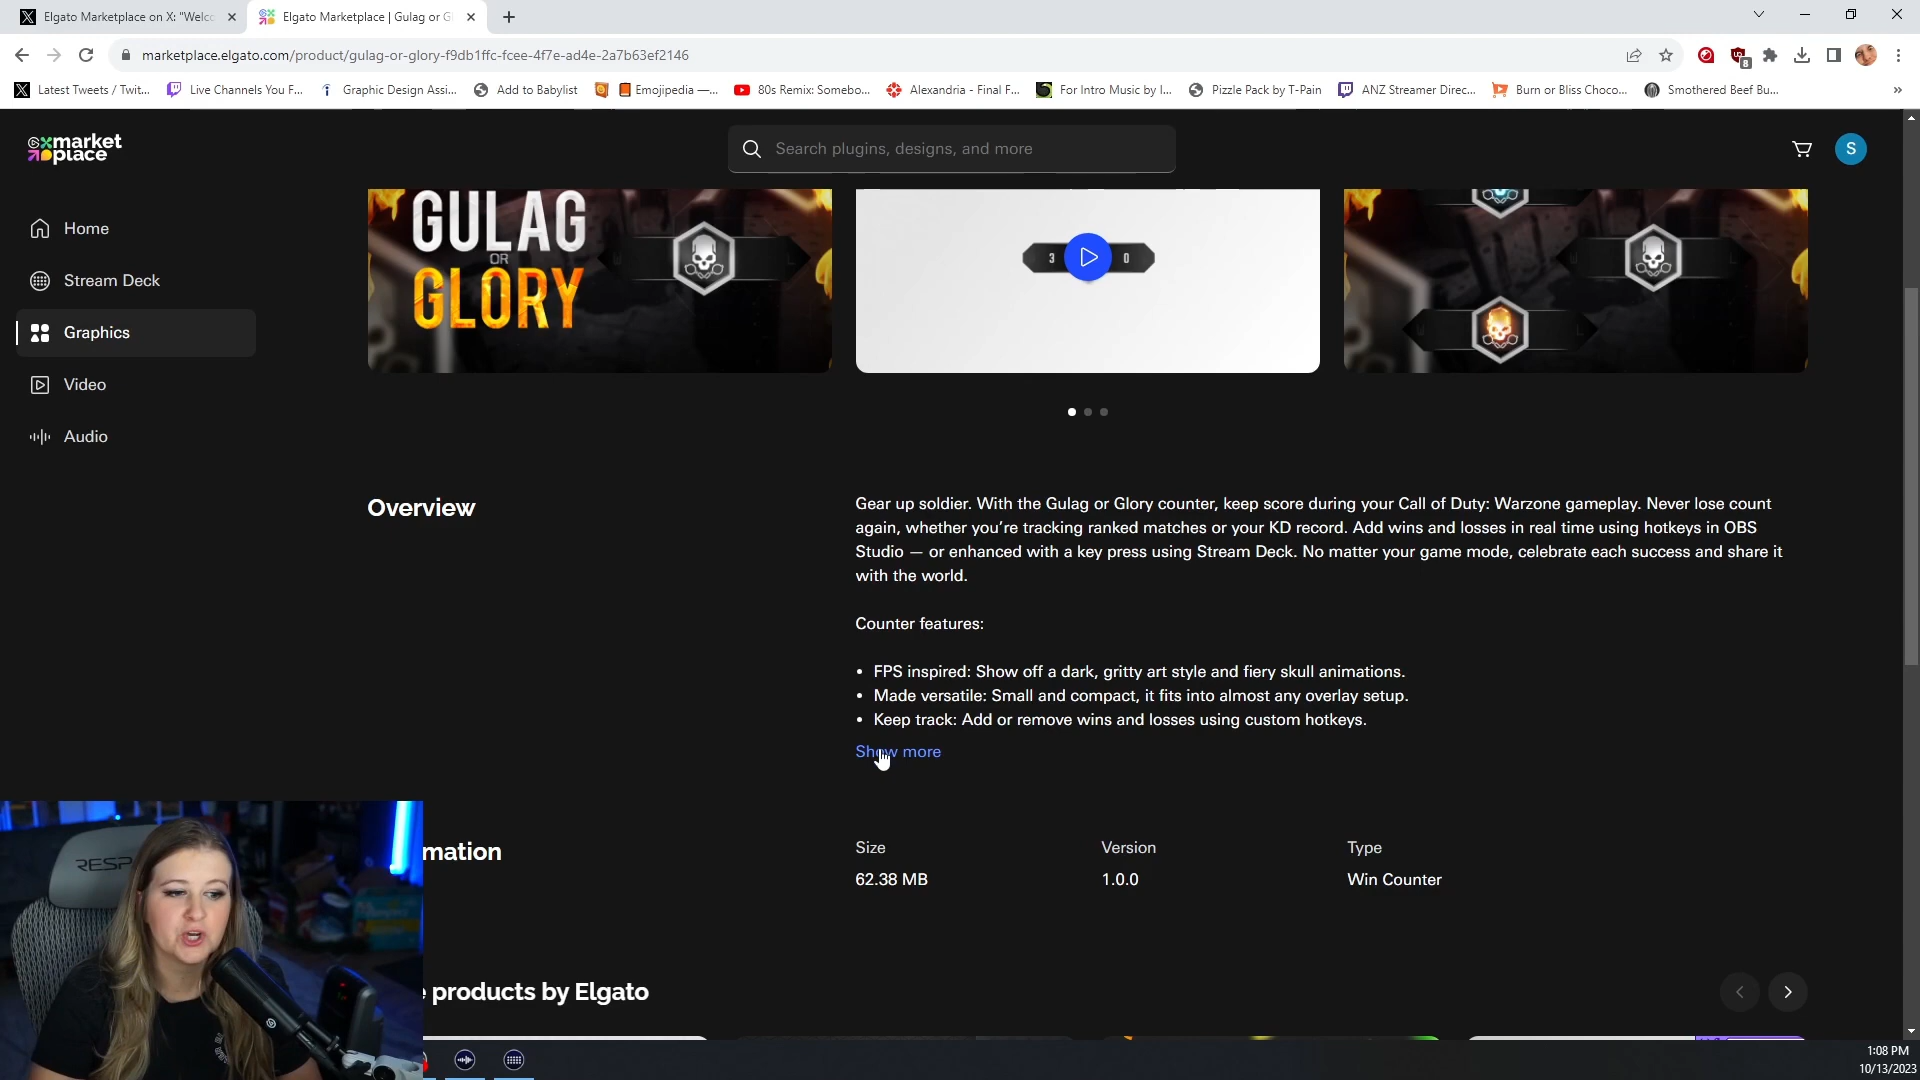 Elgato Marketplace on X: "Welc
Elgato Marketplace | Gulag or G
marketplace.elgato.com/product/gulag-or-glory-f9db1ffc-fcee-4f7e-ad4e-2a7b63ef2146
8
Latest Tweets / Twit...
Live Channels You F...
Graphic Design Assi...
Add to Babylist
Emojipedia —...
80s Remix: Somebo...
Alexandria - Final F...
For Intro Music by I...
Pizzle Pack by T-Pain
ANZ Streamer Direc...
Burn or Bliss Choco...
Smothered Beef Bu...
»
market
place
Search plugins, designs, and more
S
Home
Stream Deck
Graphics
Video
Audio
GULAG
OR
GLORY
3 0
Overview
Gear up soldier. With the Gulag or Glory counter, keep score during your Call of Duty: Warzone gameplay. Never lose count
again, whether you're tracking ranked matches or your KD record. Add wins and losses in real time using hotkeys in OBS
Studio — or enhanced with a key press using Stream Deck. No matter your game mode, celebrate each success and share it
with the world.
Counter features:
• FPS inspired: Show off a dark, gritty art style and fiery skull animations.
• Made versatile: Small and compact, it fits into almost any overlay setup.
• Keep track: Add or remove wins and losses using custom hotkeys.
Show more
mation
Size
Version
Type
62.38 MB
1.0.0
Win Counter
RESP
e products by Elgato
1:08 PM
10/13/2023